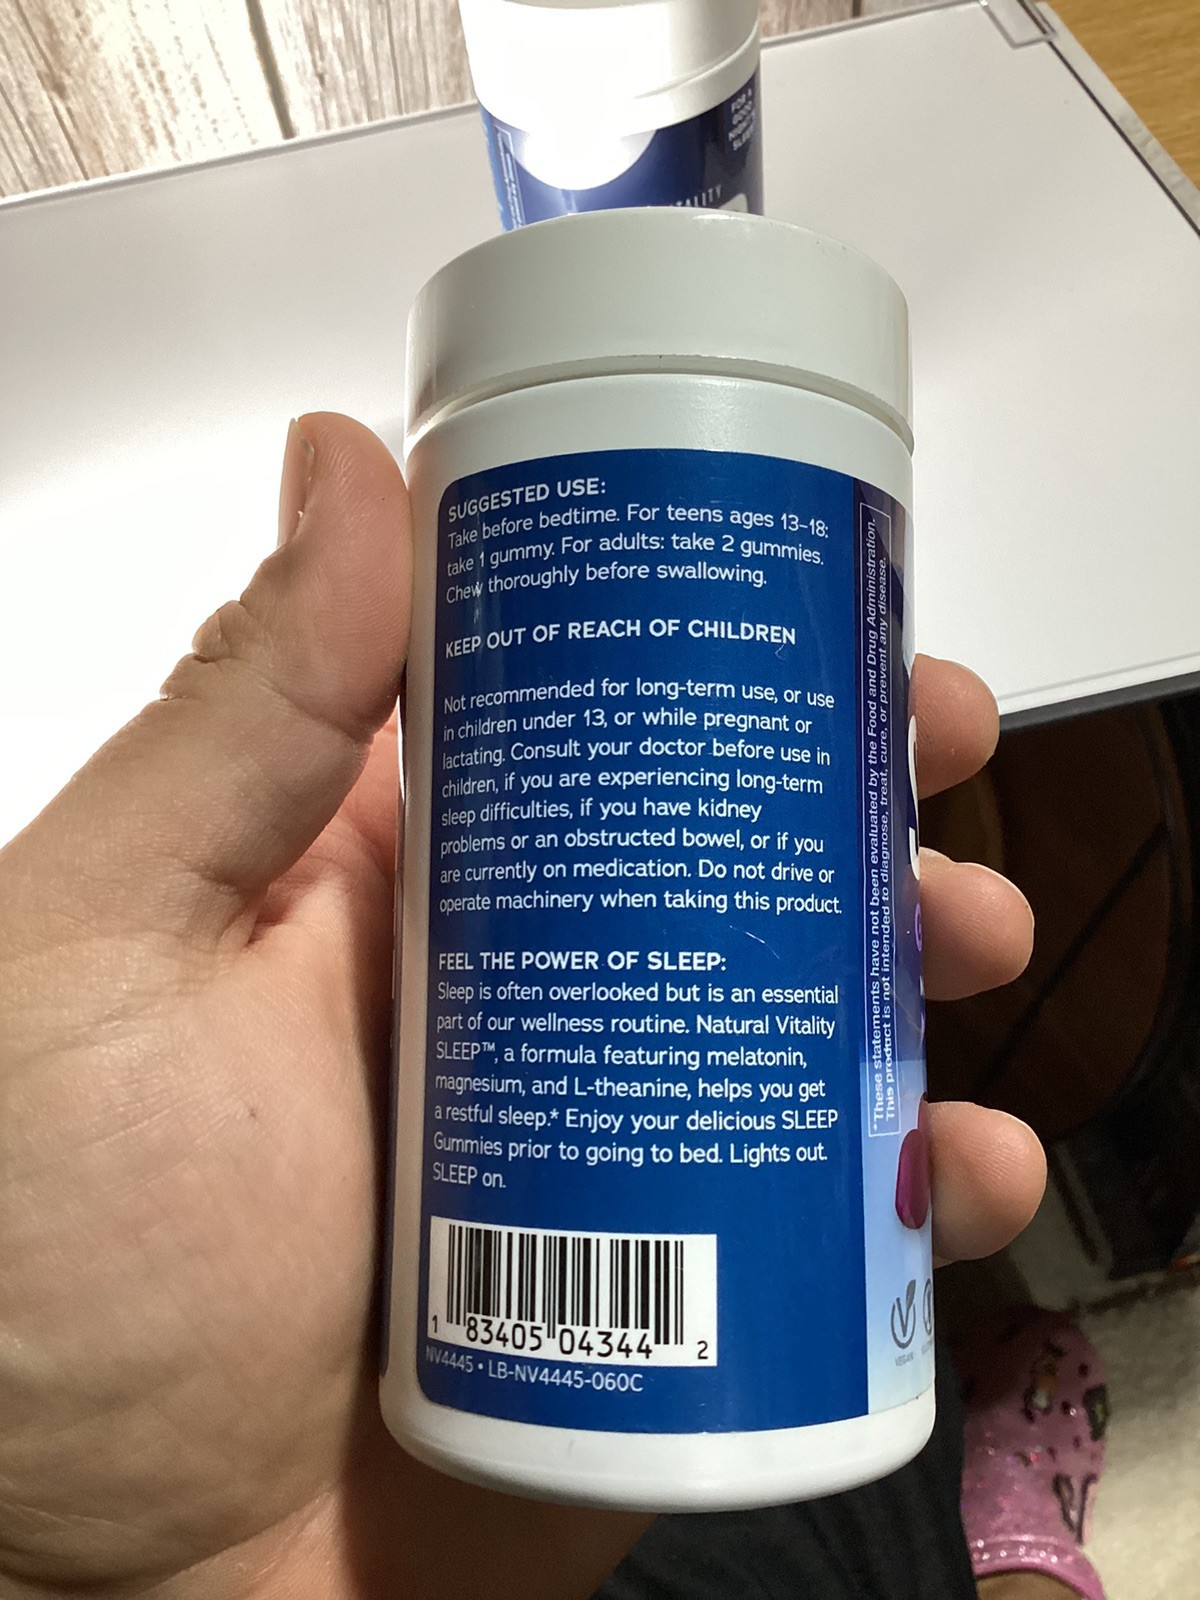 FOR A
GOOD
NIGHT'S
SLEEP
TALITY
SUGGESTED USE:
Take before bedtime. For teens ages 13-18:
take 1 gummy. For adults: take 2 gummies.
Chew thoroughly before swallowing.
KEEP OUT OF REACH OF CHILDREN
Not recommended for long-term use, or use
in children under 13, or while pregnant or
lactating. Consult your doctor before use in
children, if you are experiencing long-term
sleep difficulties, if you have kidney
problems or an obstructed bowel, or if you
are currently on medication. Do not drive or
operate machinery when taking this product.
FEEL THE POWER OF SLEEP:
Sleep is often overlooked but is an essential
part of our wellness routine. Natural Vitality
SLEEP™, a formula featuring melatonin,
magnesium, and L-theanine, helps you get
a restful sleep.* Enjoy your delicious SLEEP
Gummies prior to going to bed. Lights out.
SLEEP on.
1 83405 04344 2
NV4445 • LB-NV4445-060C
*These statements have not been evaluated by the Food and Drug Administration.
This product is not intended to diagnose, treat, cure, or prevent any disease.
VEGAN